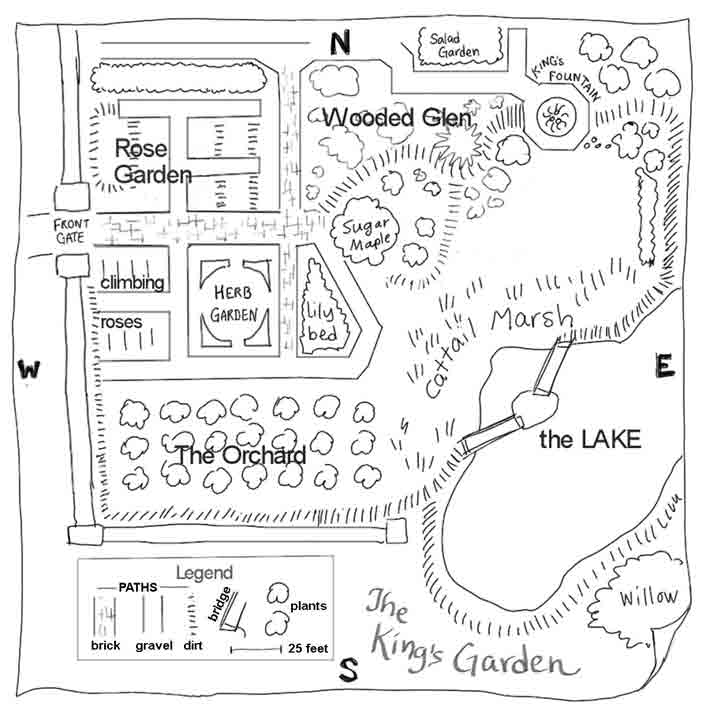 N
Salad
Garden
KING'S
FOUNTAIN
Wooded Glen
Rose
Garden
FRONT
GATE
Sugar
Maple
climbing
roses
HERB
GARDEN
lily
bed
Cattail Marsh
W
E
the LAKE
The Orchard
Legend
PATHS
brick
gravel
dirt
bridge
plants
25 feet
Willow
The
King's Garden
S